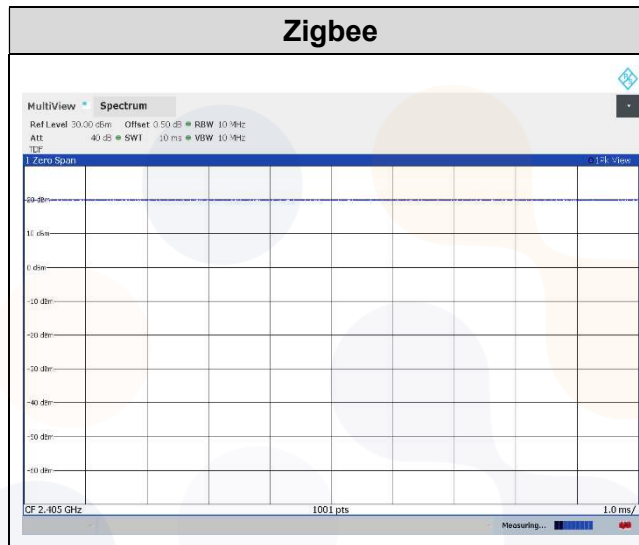 Zigbee
MultiView Spectrum
Ref Level 30.00 dBm Offset 0.50 dB RBW 10 MHz
Att 40 dB SWT 10 ms VBW 10 MHz
TDF
1 Zero Span 1Pk View
20 dBm
10 dBm
0 dBm
-10 dBm
-20 dBm
-30 dBm
-40 dBm
-50 dBm
-60 dBm
CF 2.405 GHz 1001 pts 1.0 ms/
Measuring...